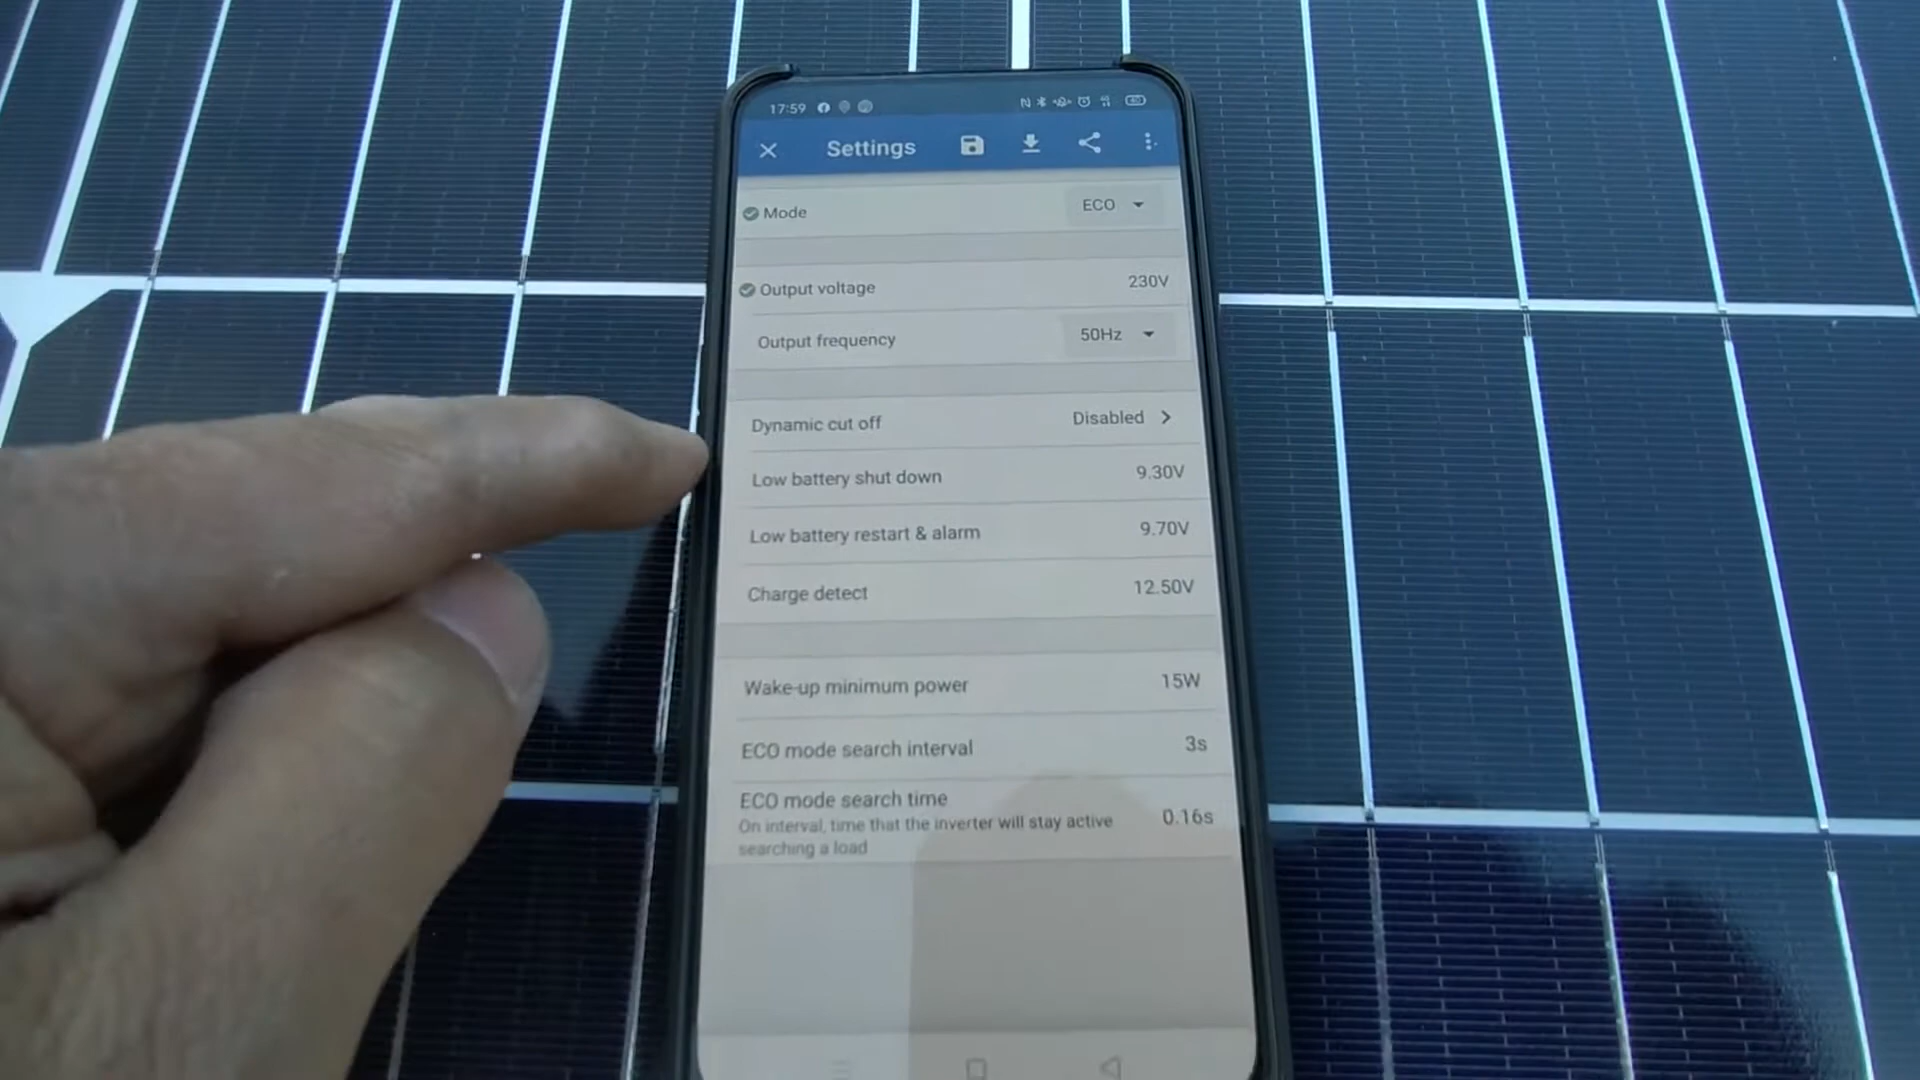 17:59
Settings
Mode ECO
Output voltage 230V
Output frequency 50Hz
Dynamic cut off Disabled
Low battery shut down 9.30V
Low battery restart & alarm 9.70V
Charge detect 12.50V
Wake-up minimum power 15W
ECO mode search interval 3s
ECO mode search time
On interval, time that the inverter will stay active 0.16s
searching a load